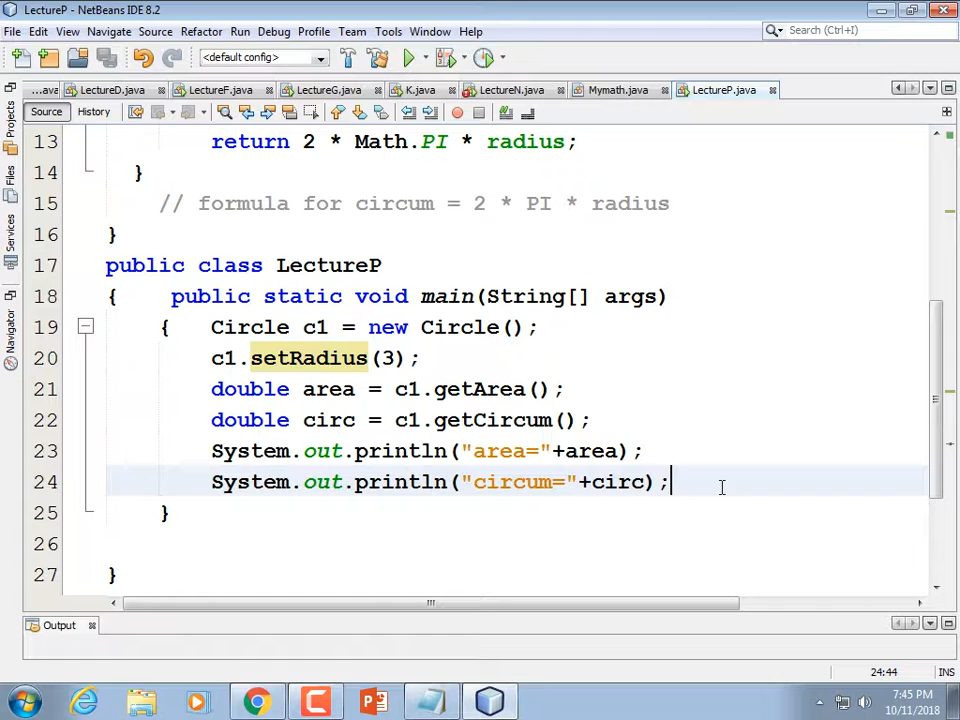 LectureP - NetBeans IDE 8.2
File Edit View Navigate Source Refactor Run Debug Profile Team Tools Window Help
Search (Ctrl+I)
<default config>
...ava LectureD.java LectureF.java LectureG.java K.java LectureN.java Mymath.java LectureP.java
Source History
Projects
Files
Services
Navigator
13 return 2 * Math.PI * radius;
14 }
15 // formula for circum = 2 * PI * radius
16 }
17 public class LectureP
18 { public static void main(String[] args)
19 { Circle c1 = new Circle();
20 c1.setRadius(3);
21 double area = c1.getArea();
22 double circ = c1.getCircum();
23 System.out.println("area="+area);
24 System.out.println("circum="+circ);
25 }
26
27 }
Output
24:44 INS
7:45 PM
10/11/2018